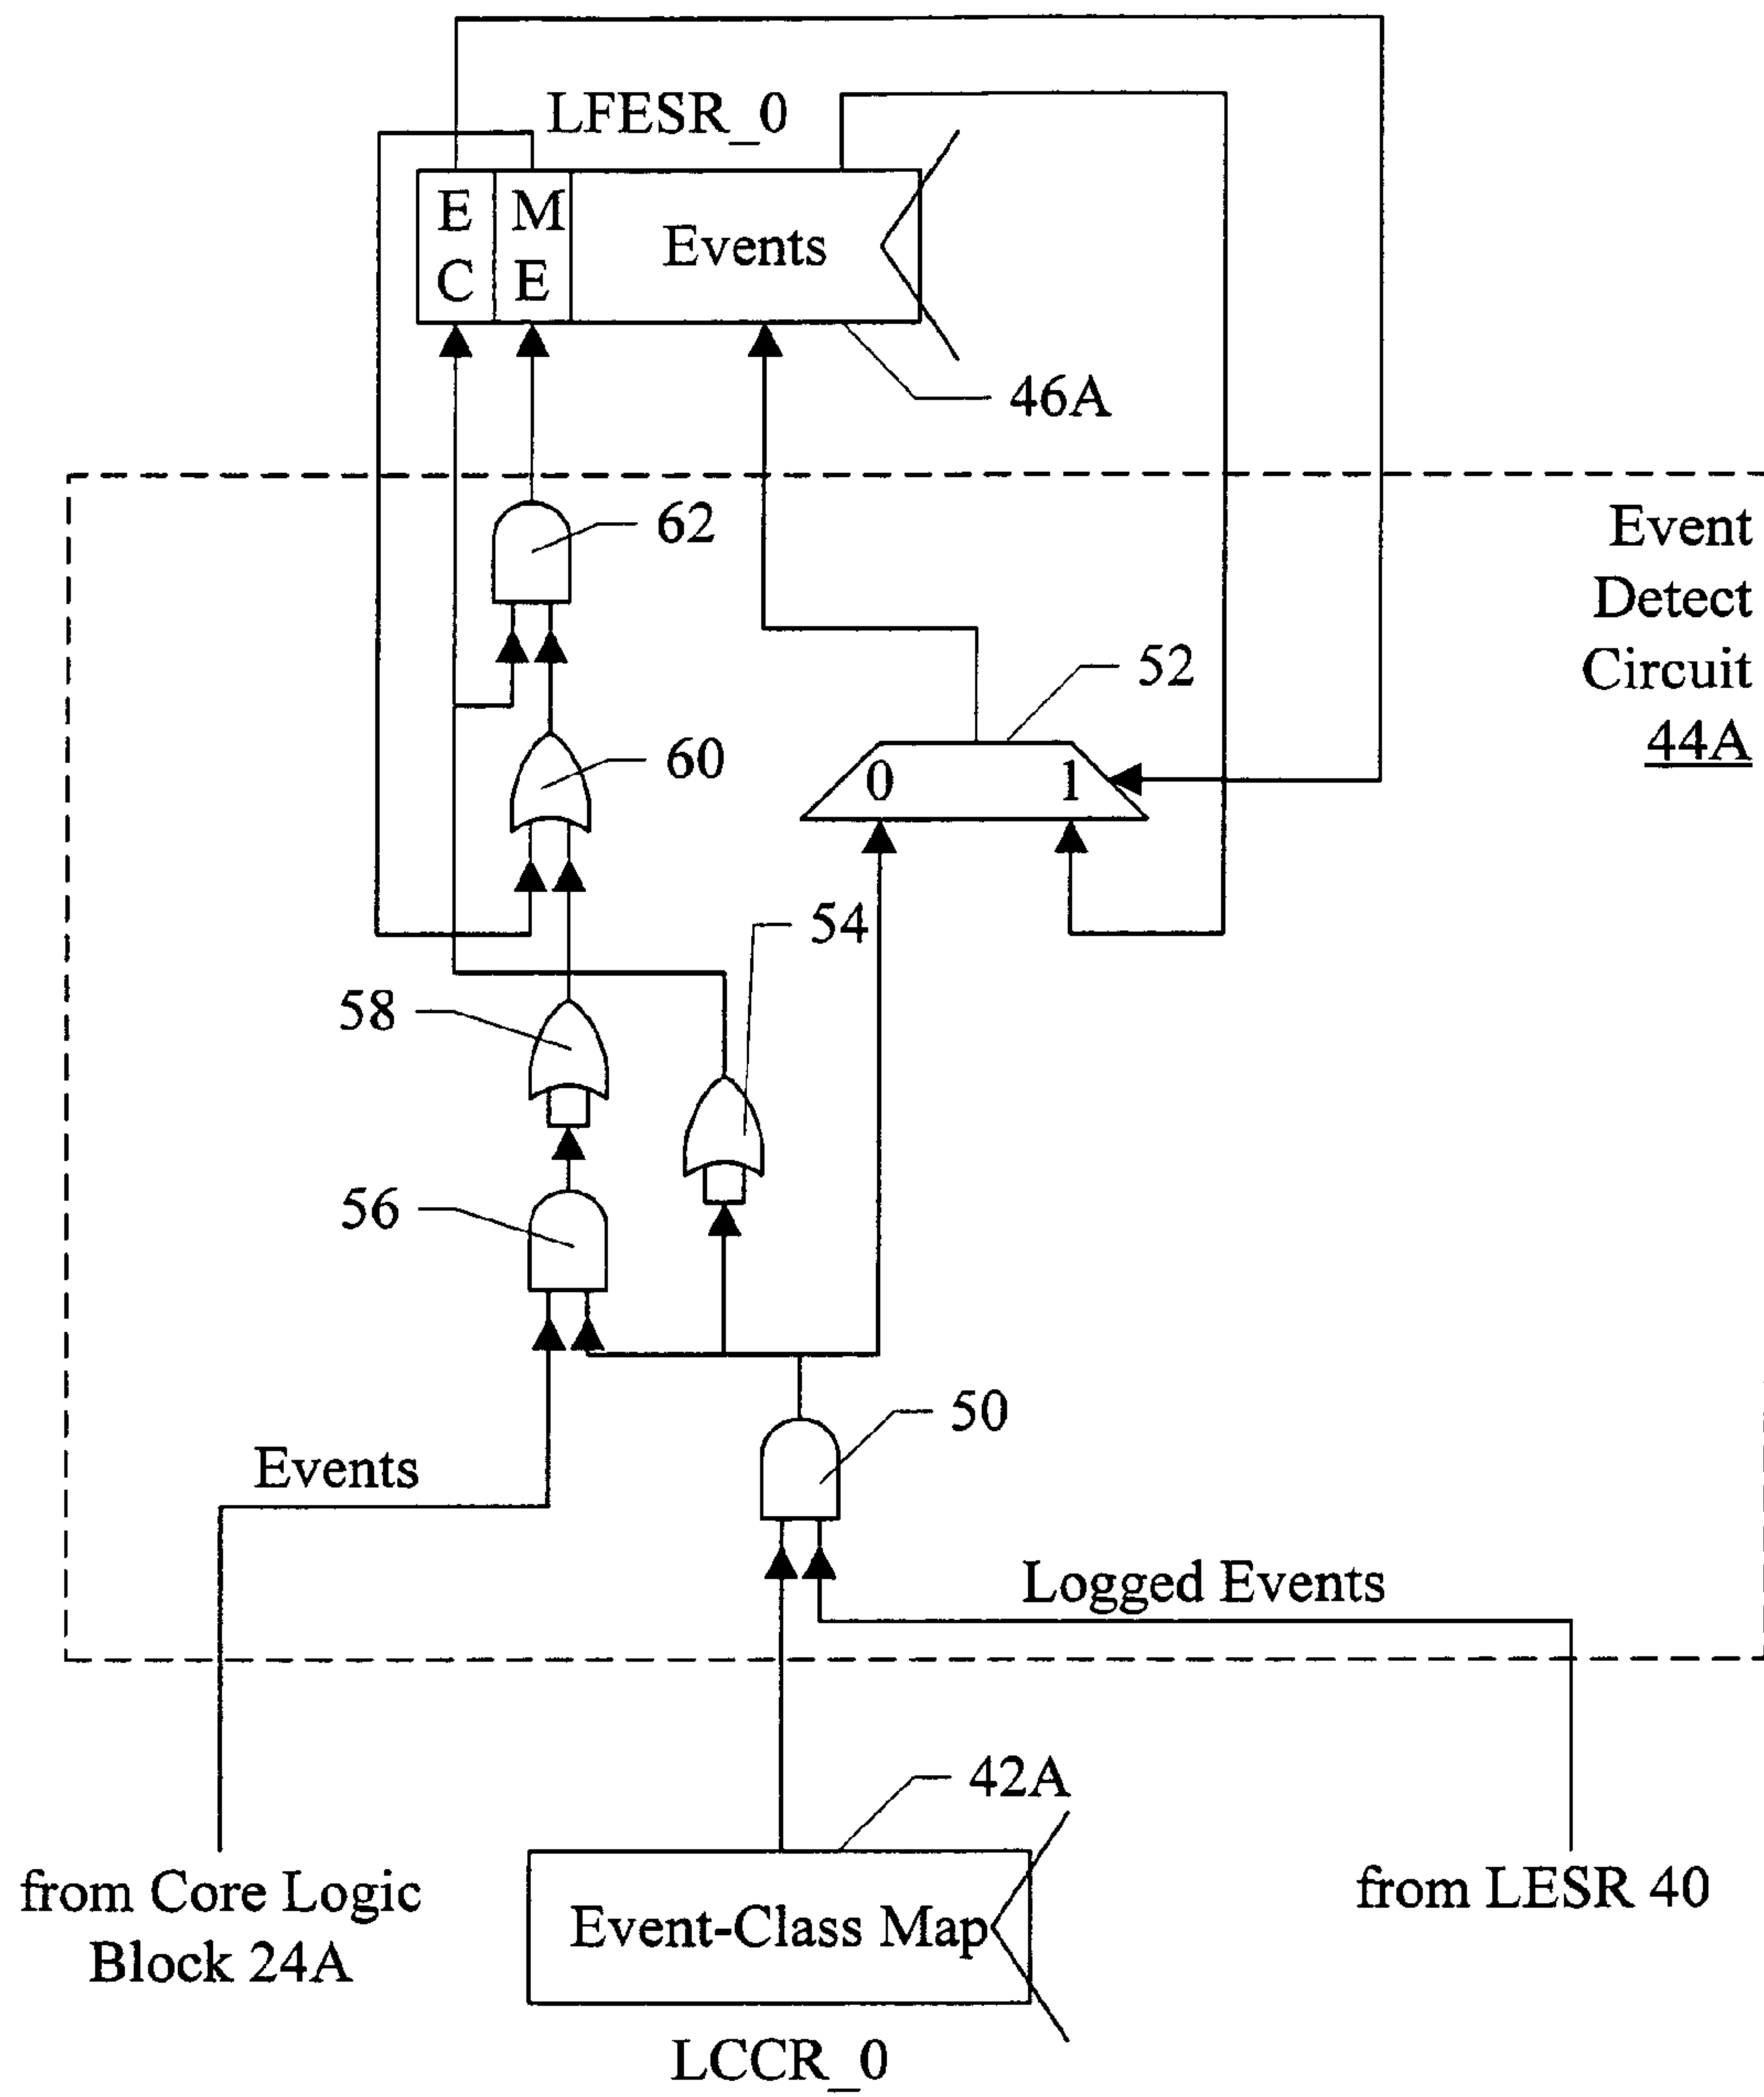 LFESR_0
E
C
M
E
Events
46A
62
Event
Detect
Circuit
44A
52
0
1
60
54
58
56
50
Events
Logged Events
42A
from Core Logic
Block 24A
Event-Class Map
from LESR 40
LCCR_0